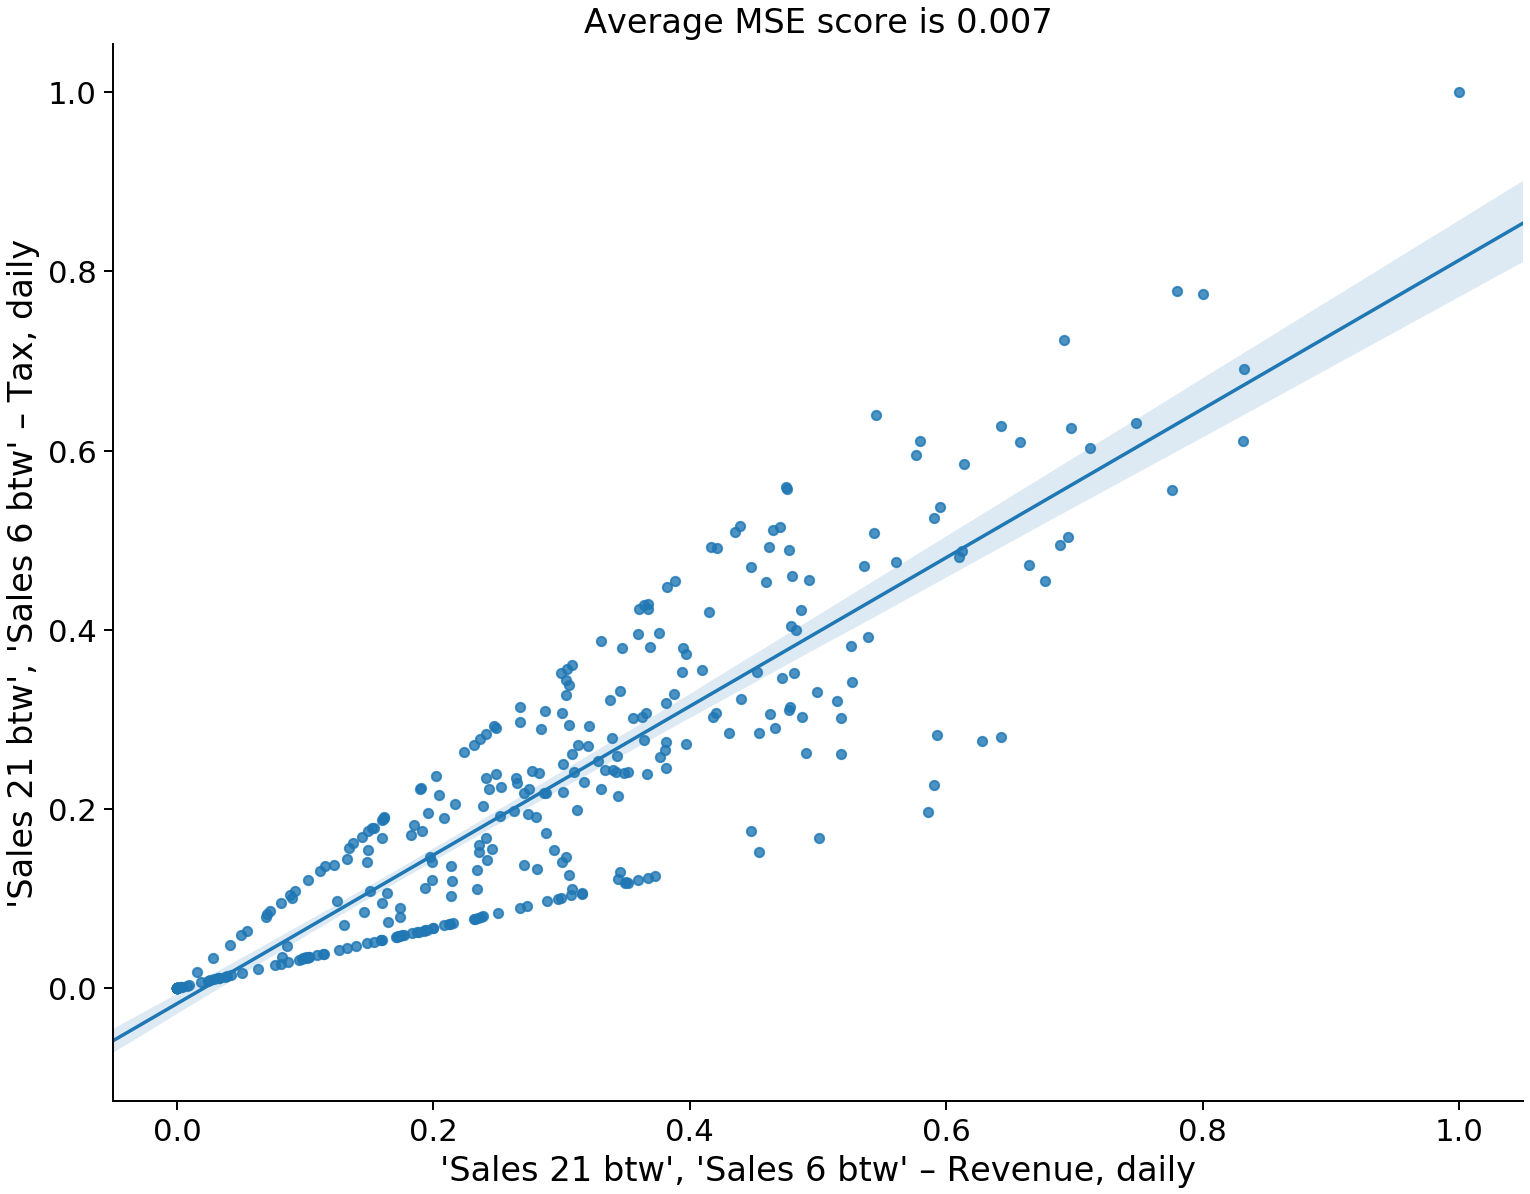 Average MSE score is 0.007
1.0
0.8
0.6
0.4
0.2
0.0
'Sales 21 btw', 'Sales 6 btw' – Tax, daily
0.0 0.2 0.4 0.6 0.8 1.0
'Sales 21 btw', 'Sales 6 btw' – Revenue, daily